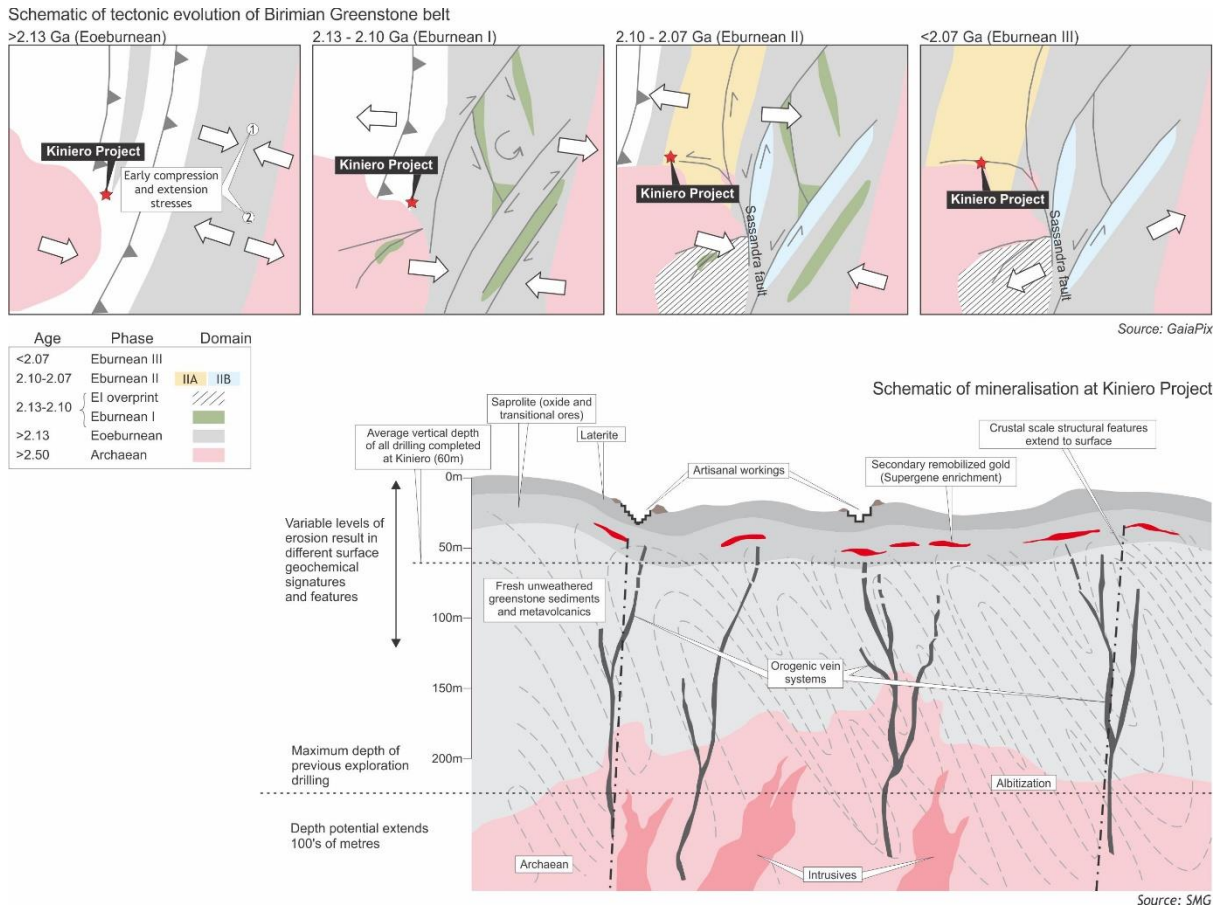 Schematic of tectonic evolution of Birimian Greenstone belt
>2.13 Ga (Eoeburnean)
2.13 - 2.10 Ga (Eburnean I)
2.10 - 2.07 Ga (Eburnean II)
<2.07 Ga (Eburnean III)
Kiniero Project
Early compression
and extension
stresses
1
2
Kiniero Project
Kiniero Project
Sassandra fault
Kiniero Project
Sassandra fault
Source: GaiaPix
Age Phase Domain
<2.07 Eburnean III
2.10-2.07 Eburnean II IIA IIB
2.13-2.10 EI overprint
Eburnean I
>2.13 Eoeburnean
>2.50 Archaean
Schematic of mineralisation at Kiniero Project
Saprolite (oxide and
transitional ores)
Laterite
Average vertical depth
of all drilling completed
at Kiniero (60m)
Artisanal workings
Secondary remobilized gold
(Supergene enrichment)
Crustal scale structural features
extend to surface
0m
50m
100m
150m
200m
Variable levels of
erosion result in
different surface
geochemical
signatures
and features
Fresh unweathered
greenstone sediments
and metavolcanics
Orogenic vein
systems
Maximum depth of
previous exploration
drilling
Albitization
Depth potential extends
100's of metres
Archaean
Intrusives
Source: SMG